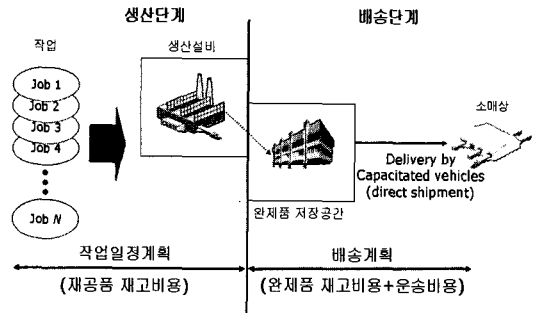 생산단계
배송단계
작업
생산설비
Job 1
Job 2
Job 3
Job 4
Job N
소매상
Delivery by
Capacitated vehicles
(direct shipment)
완제품 저장공간
작업일정계획
배송계획
(재공품 재고비용)
(완제품 재고비용+운송비용)